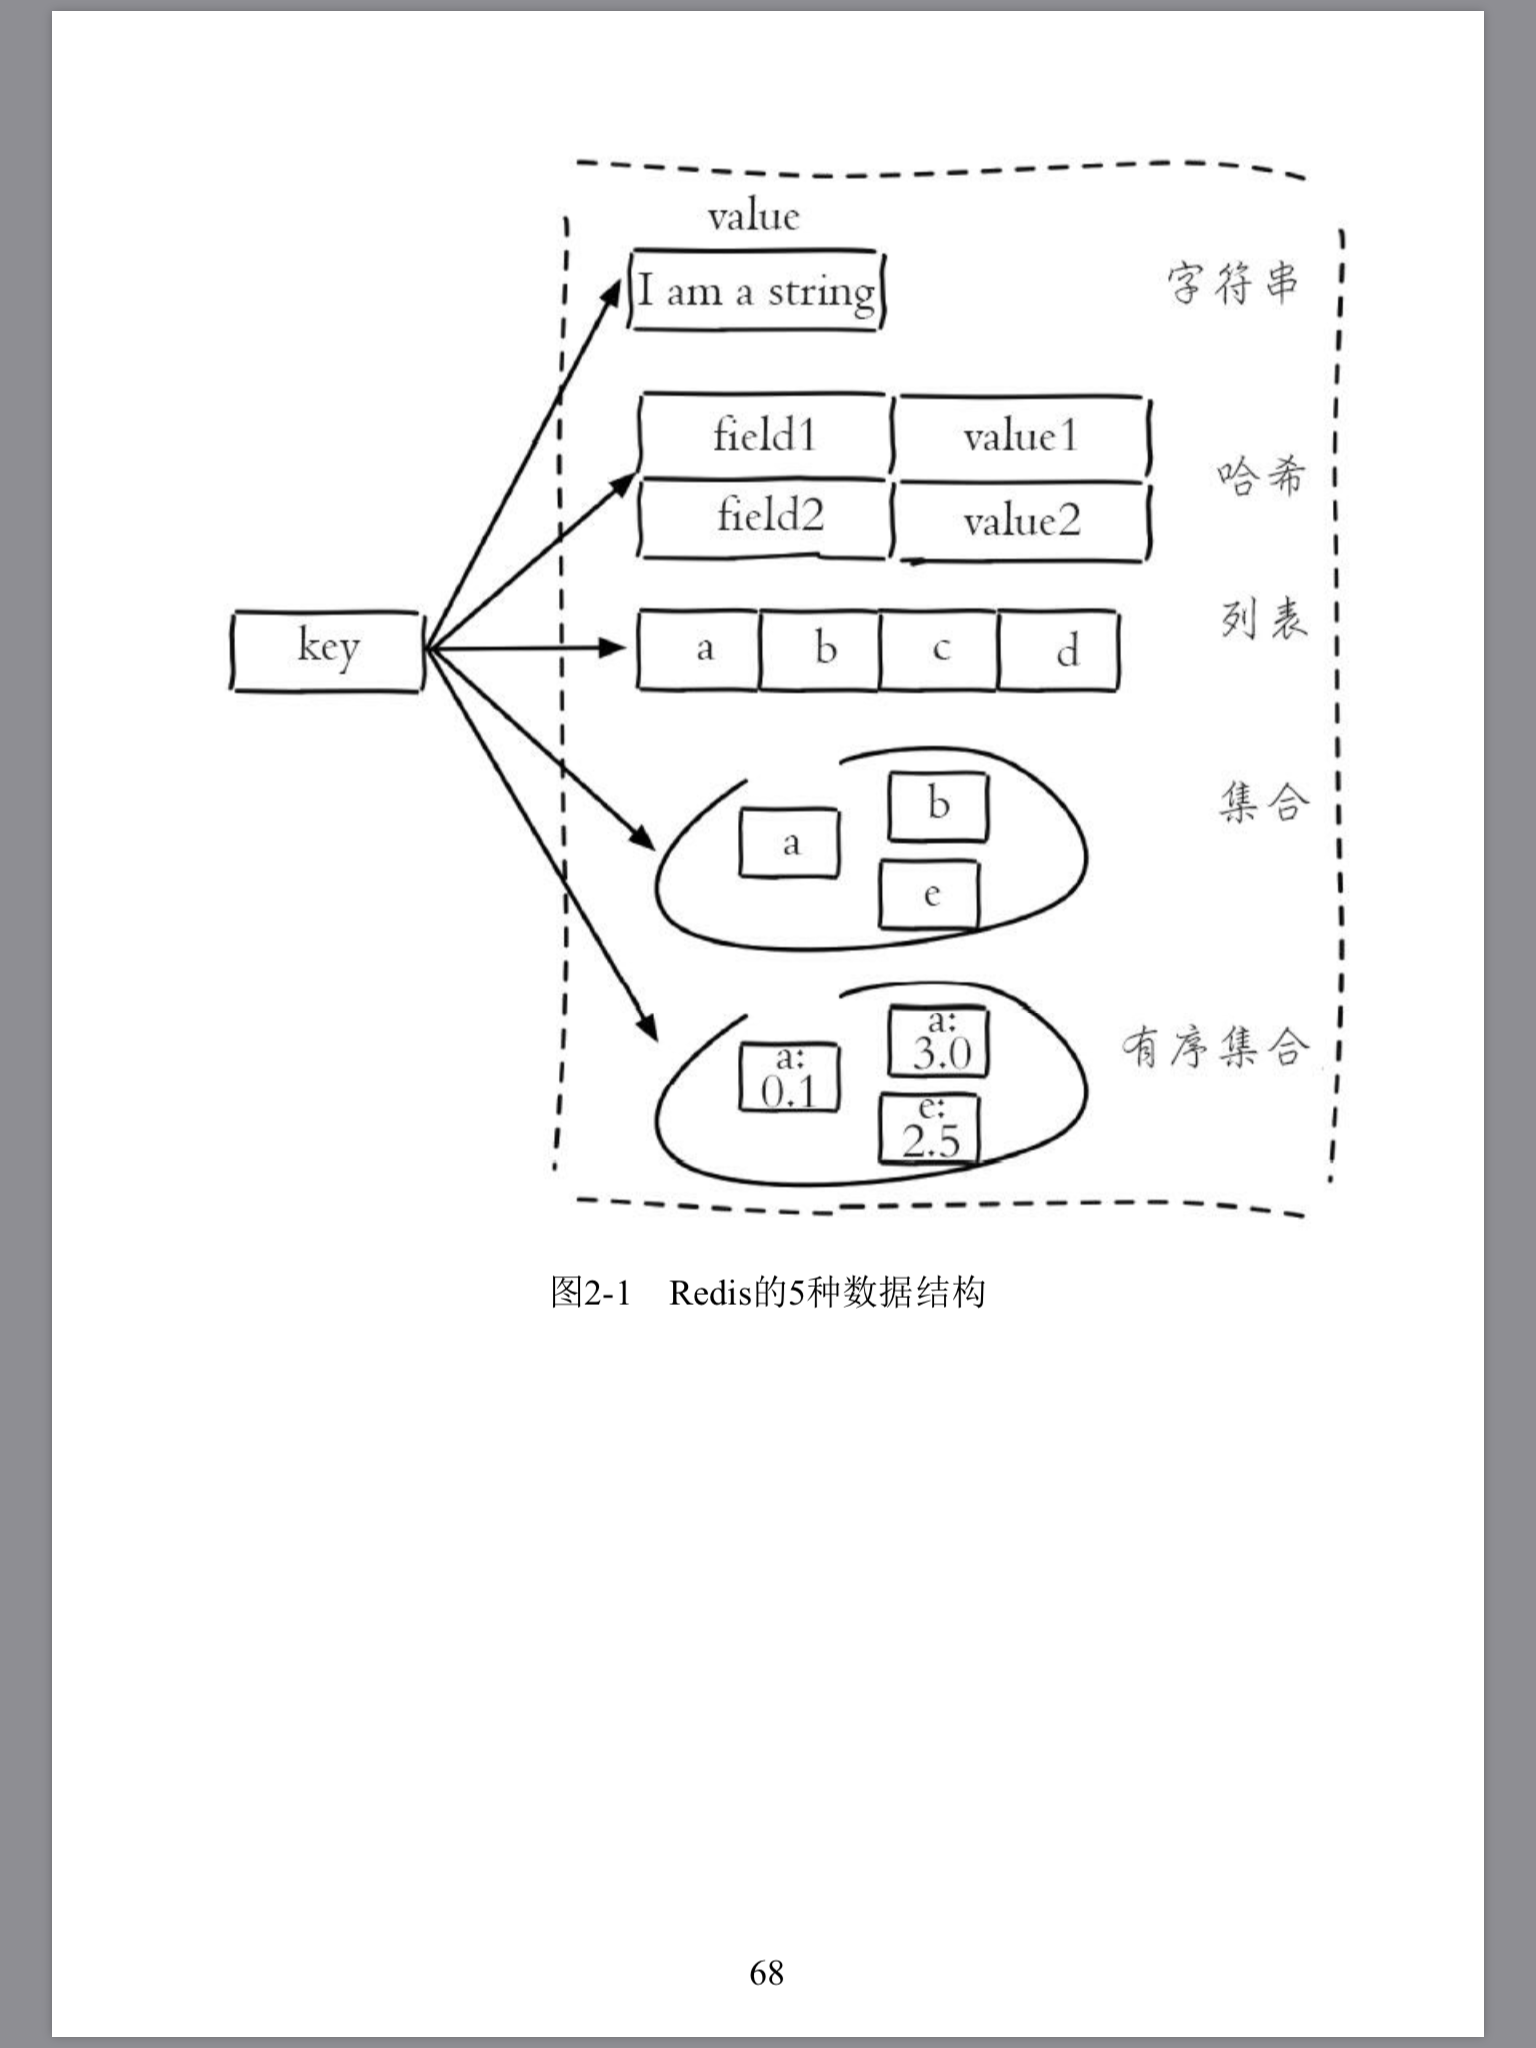 value
I am a string
字符串
field1 value1
哈希
field2 value2
列表
key
a b c d
b
集合
a
e
a:
3.0
有序集合
a:
0.1
e:
2.5
图2-1 Redis的5种数据结构
68